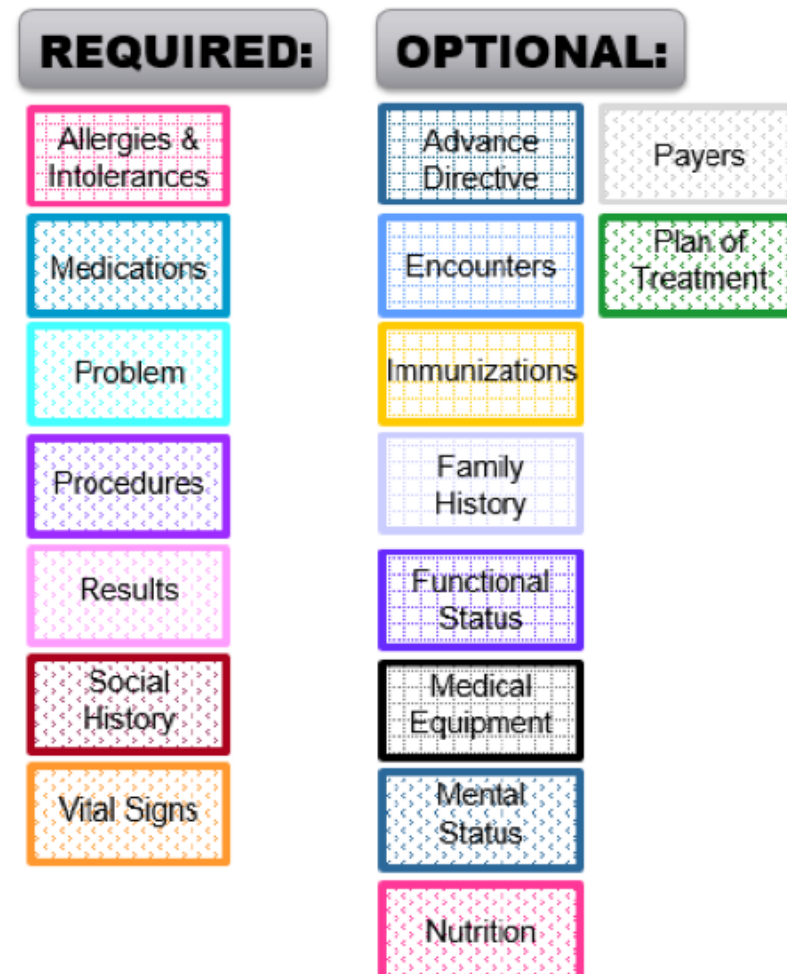 REQUIRED:
Allergies &
Intolerances
Medications
Problem
Procedures
Results
Social
History
Vital Signs
OPTIONAL:
Advance
Directive
Encounters
Immunizations
Family
History
Functional
Status
Medical
Equipment
Mental
Status
Nutrition
Payers
Plan of
Treatment